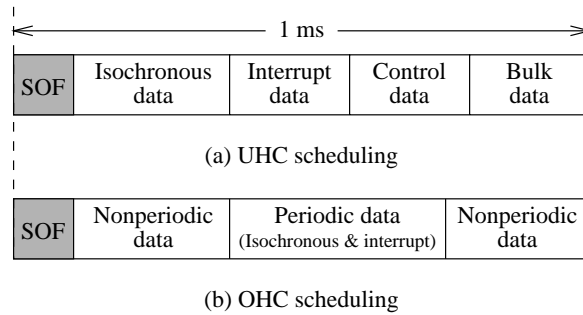 1 ms
SOF Isochronous data Interrupt data Control data Bulk data
(a) UHC scheduling
SOF Nonperiodic data Periodic data (Isochronous & interrupt) Nonperiodic data
(b) OHC scheduling